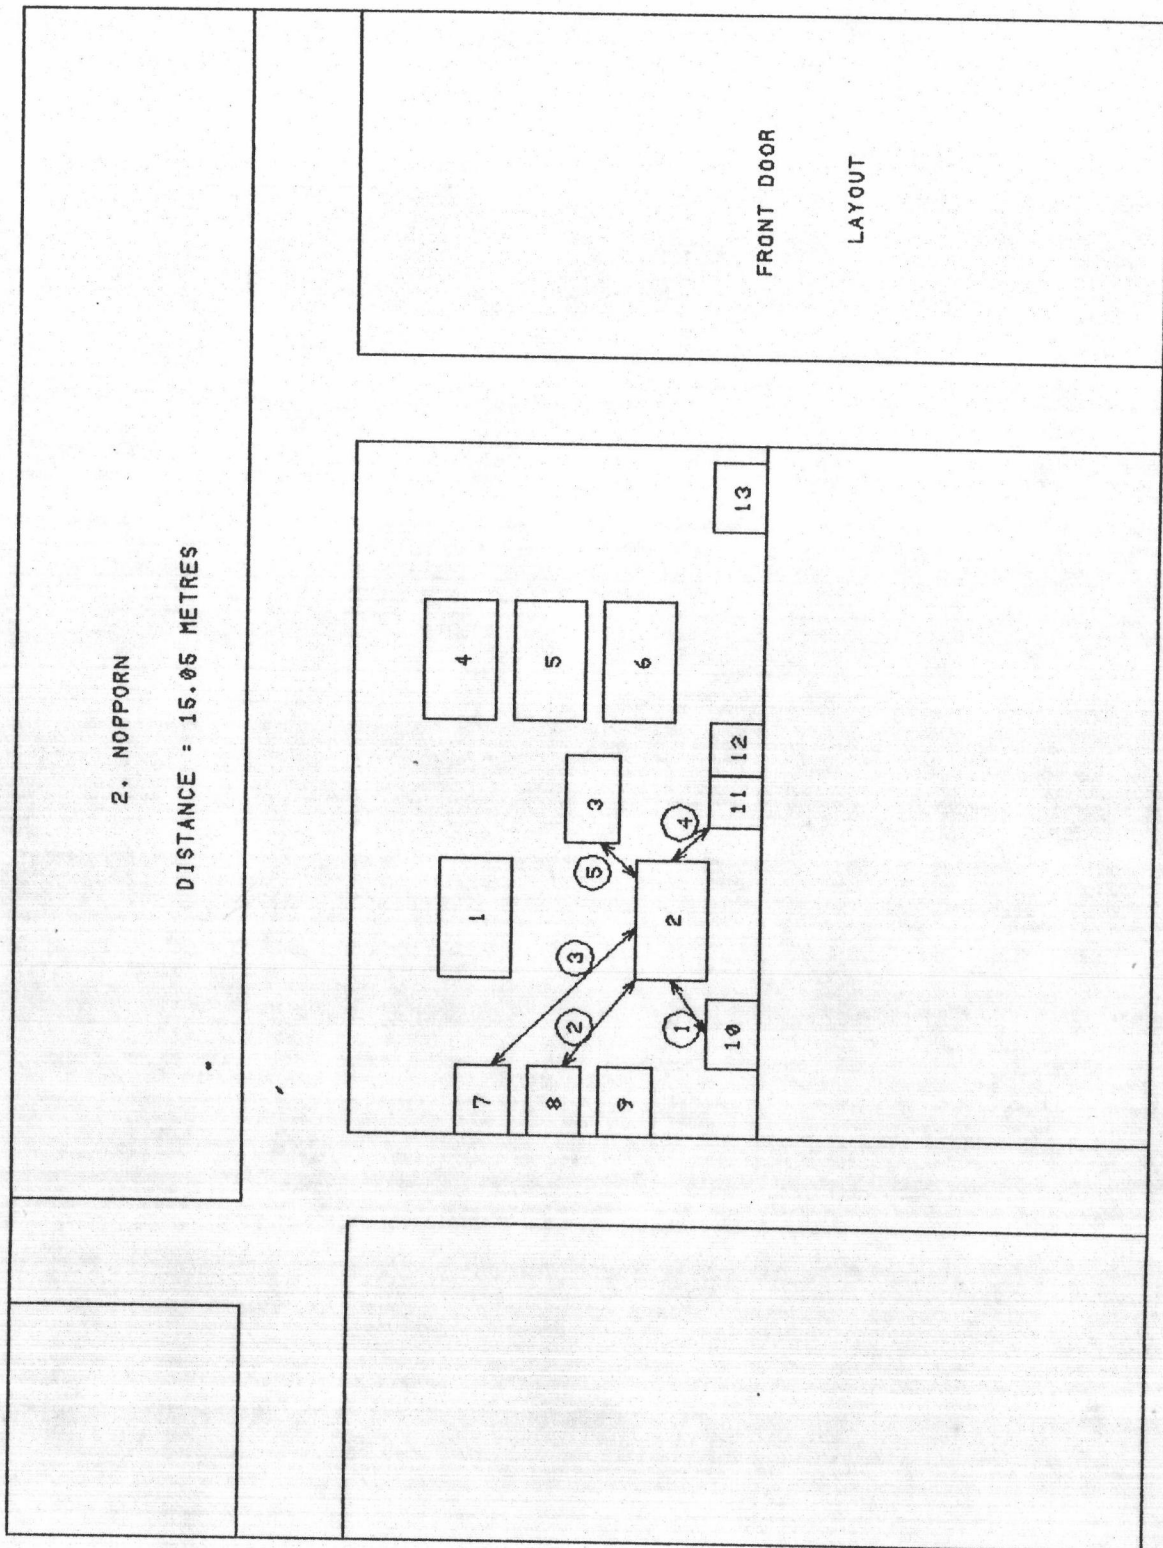 2. NOPPORN
DISTANCE : 15.05 METRES
7 1 4
8 2 3 5
9 5 3 6
1 2 4
10 11 12 13
FRONT DOOR
LAYOUT